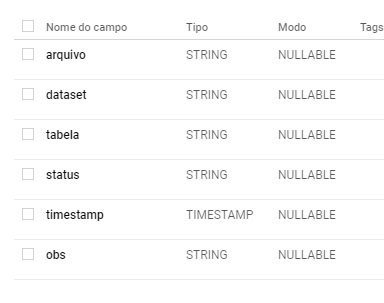 Nome do campo Tipo Modo Tags
arquivo STRING NULLABLE
dataset STRING NULLABLE
tabela STRING NULLABLE
status STRING NULLABLE
timestamp TIMESTAMP NULLABLE
obs STRING NULLABLE